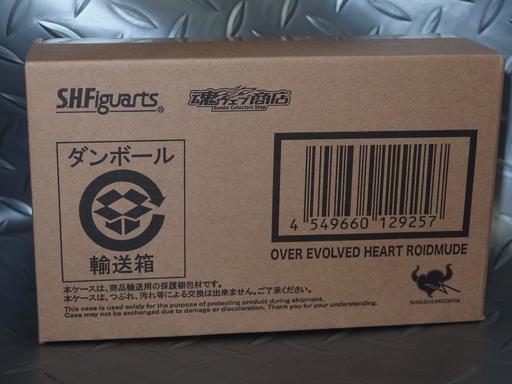 S.H.Figuarts®
魂ウェブ商店
Bandai Collectors Shop
ダンボール
輸送箱
4 549660 129257
OVER EVOLVED HEART ROIDMUDE
本ケースは、商品輸送用の保護梱包材です。
本ケースは、つぶれ、汚れ等による交換は出来ません。ご了承ください。
This case is used solely for the purpose of protecting product during shipment.
Case may not be exchanged due to damage or discoloration. Thank you for your understanding.
TAMASHII NATIONS